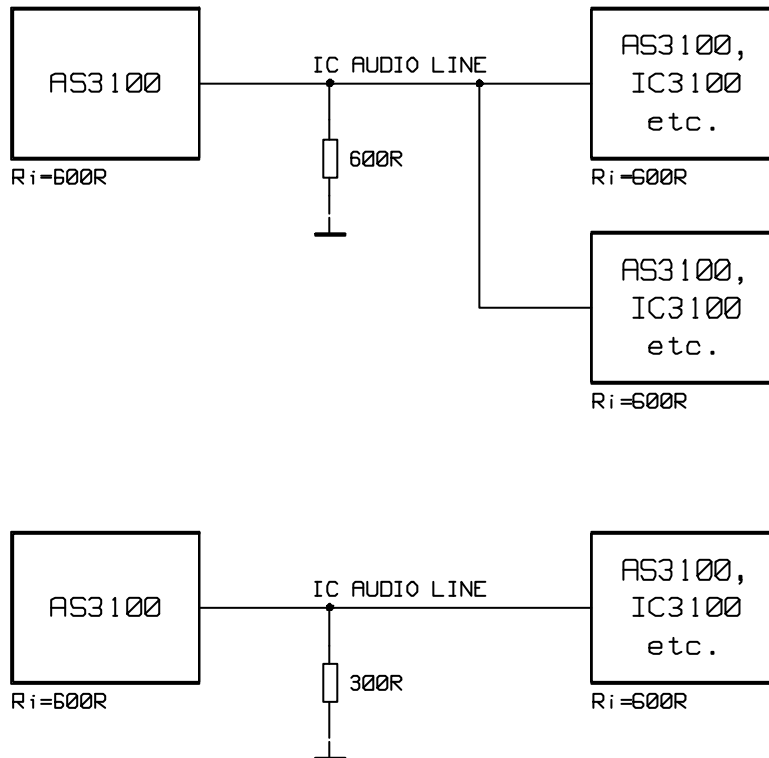 AS3100
IC AUDIO LINE
AS3100,
IC3100
etc.
600R
Ri=600R
Ri=600R
AS3100,
IC3100
etc.
Ri=600R
AS3100
IC AUDIO LINE
AS3100,
IC3100
etc.
300R
Ri=600R
Ri=600R